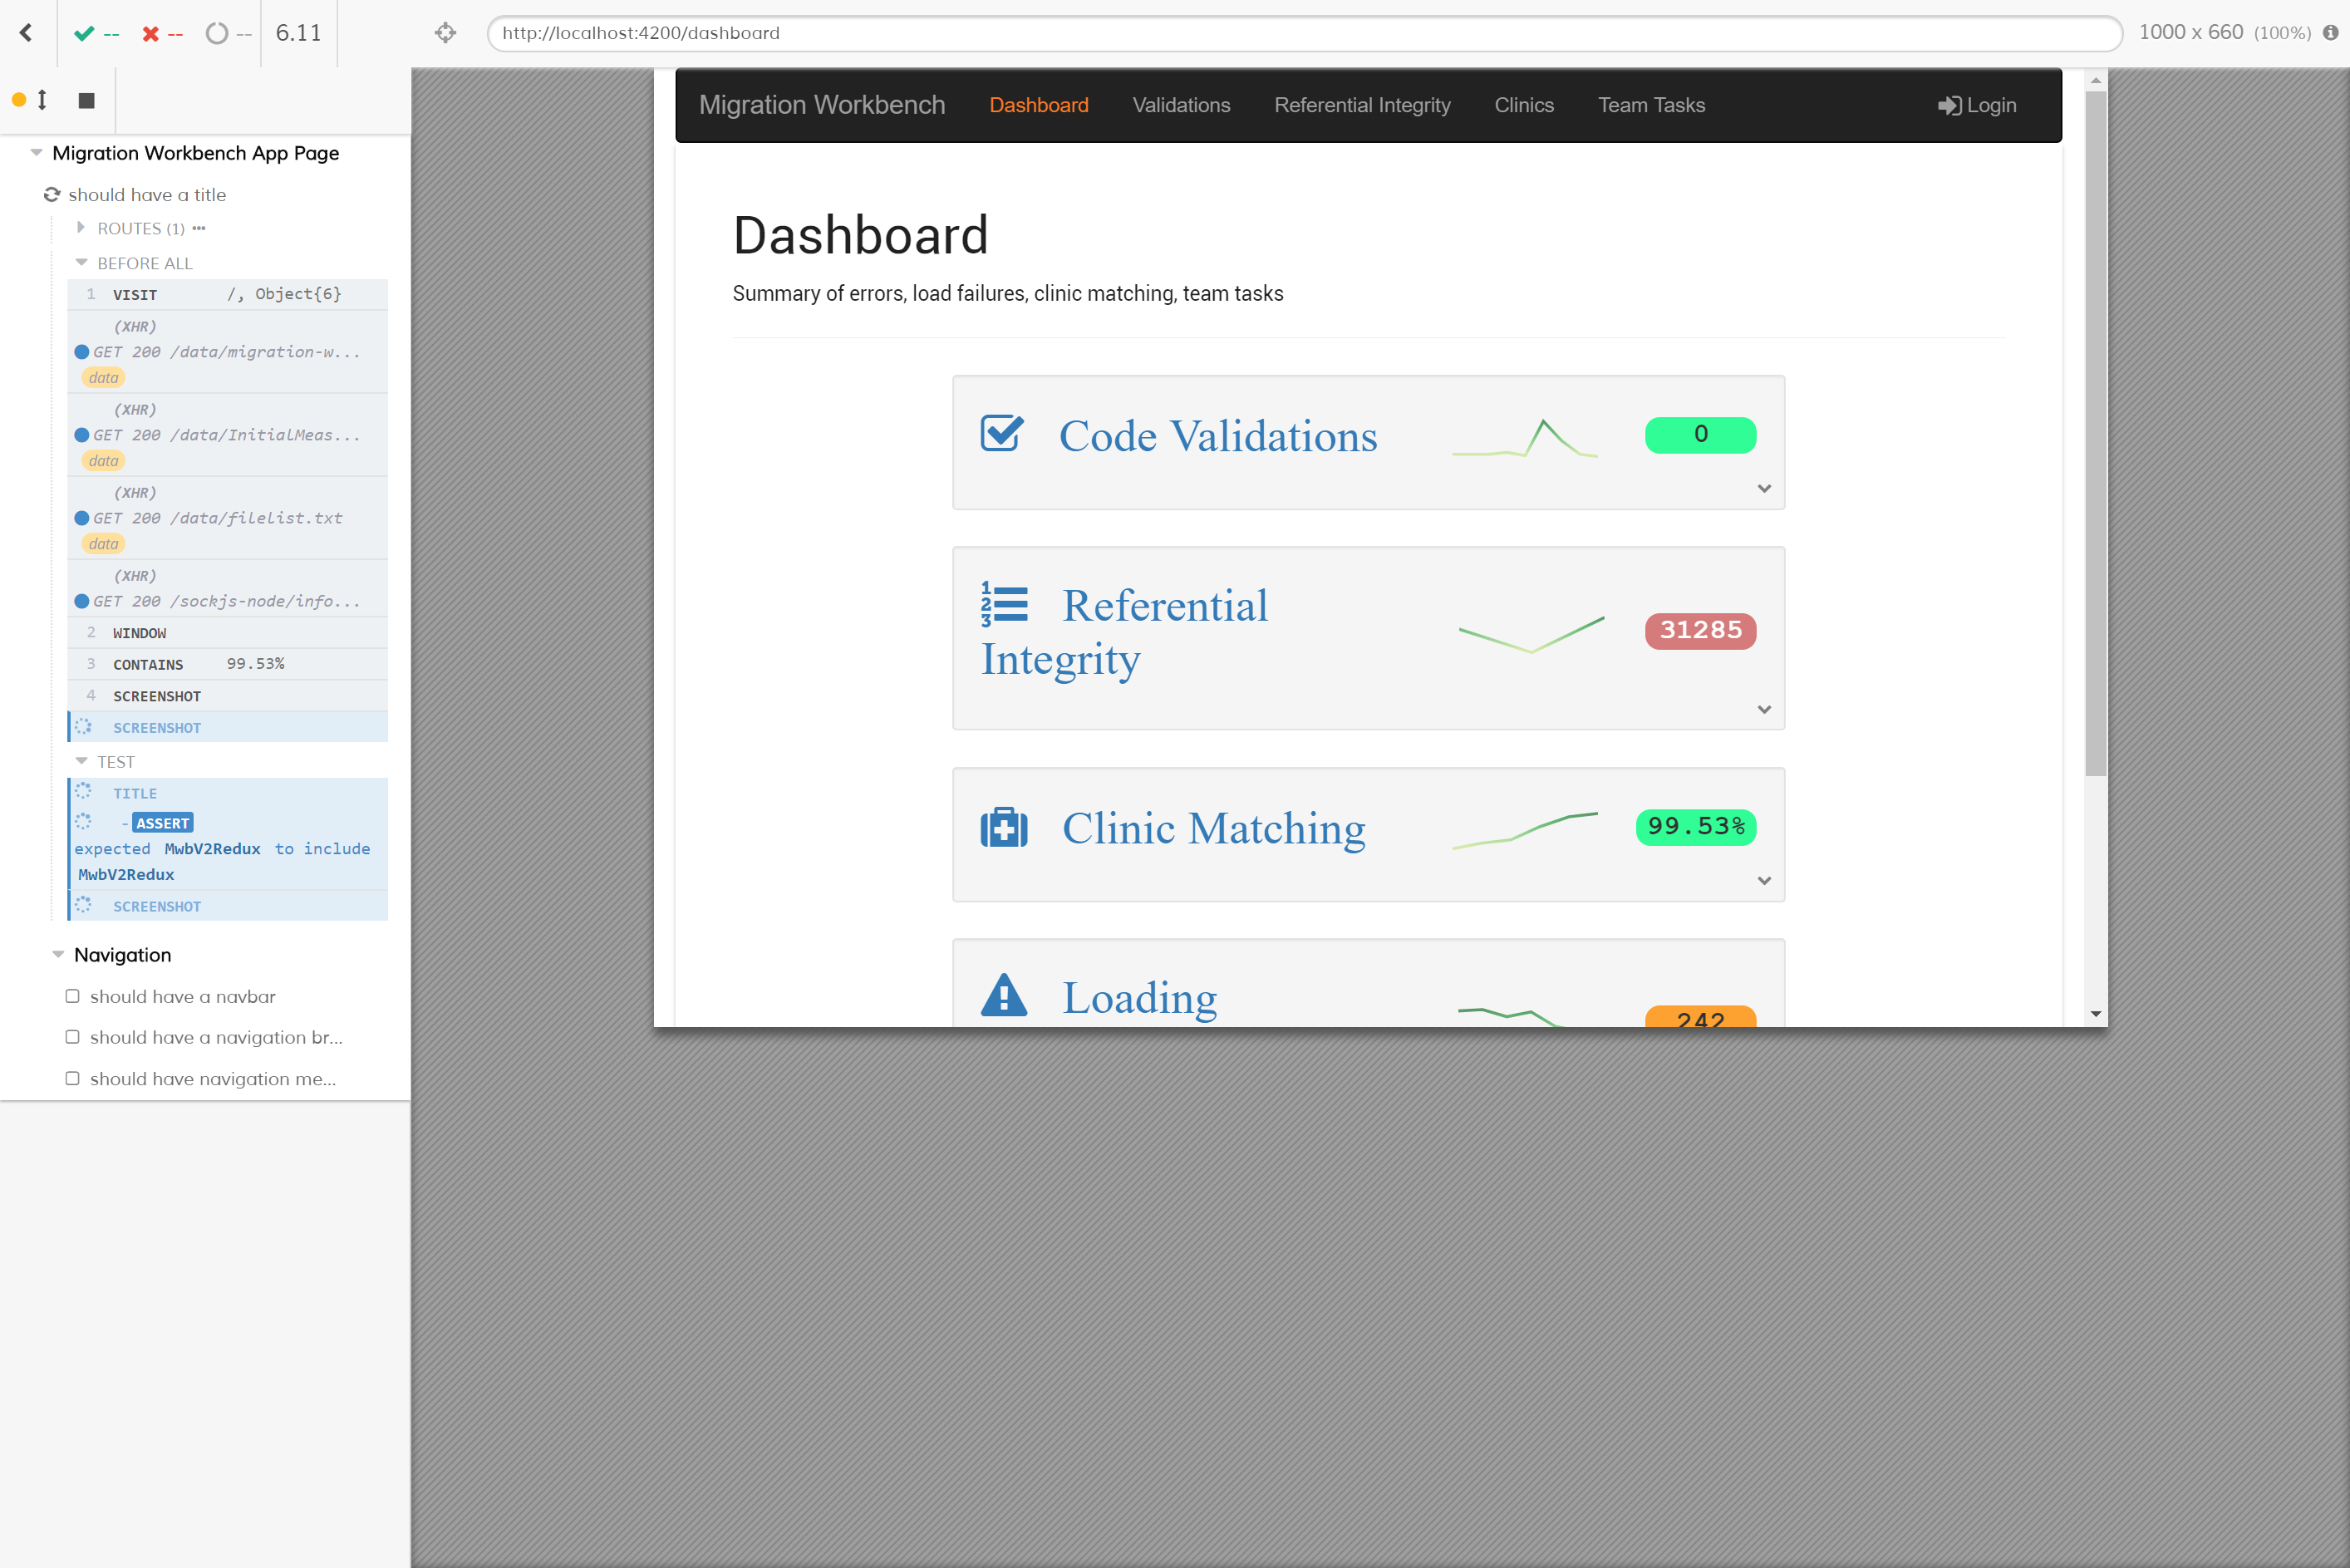 -- -- -- 6.11
http://localhost:4200/dashboard
1000 x 660 (100%)
Migration Workbench App Page
should have a title
ROUTES (1)
BEFORE ALL
1 VISIT /, Object{6}
(XHR)
GET 200 /data/migration-w...
data
(XHR)
GET 200 /data/InitialMeas...
data
(XHR)
GET 200 /data/filelist.txt
data
(XHR)
GET 200 /sockjs-node/info...
2 WINDOW
3 CONTAINS 99.53%
4 SCREENSHOT
SCREENSHOT
TEST
TITLE
- ASSERT
expected MwbV2Redux to include
MwbV2Redux
SCREENSHOT
Navigation
should have a navbar
should have a navigation br...
should have navigation me...
Migration Workbench Dashboard Validations Referential Integrity Clinics Team Tasks Login
Dashboard
Summary of errors, load failures, clinic matching, team tasks
Code Validations 0
Referential
Integrity
31285
Clinic Matching 99.53%
Loading 242